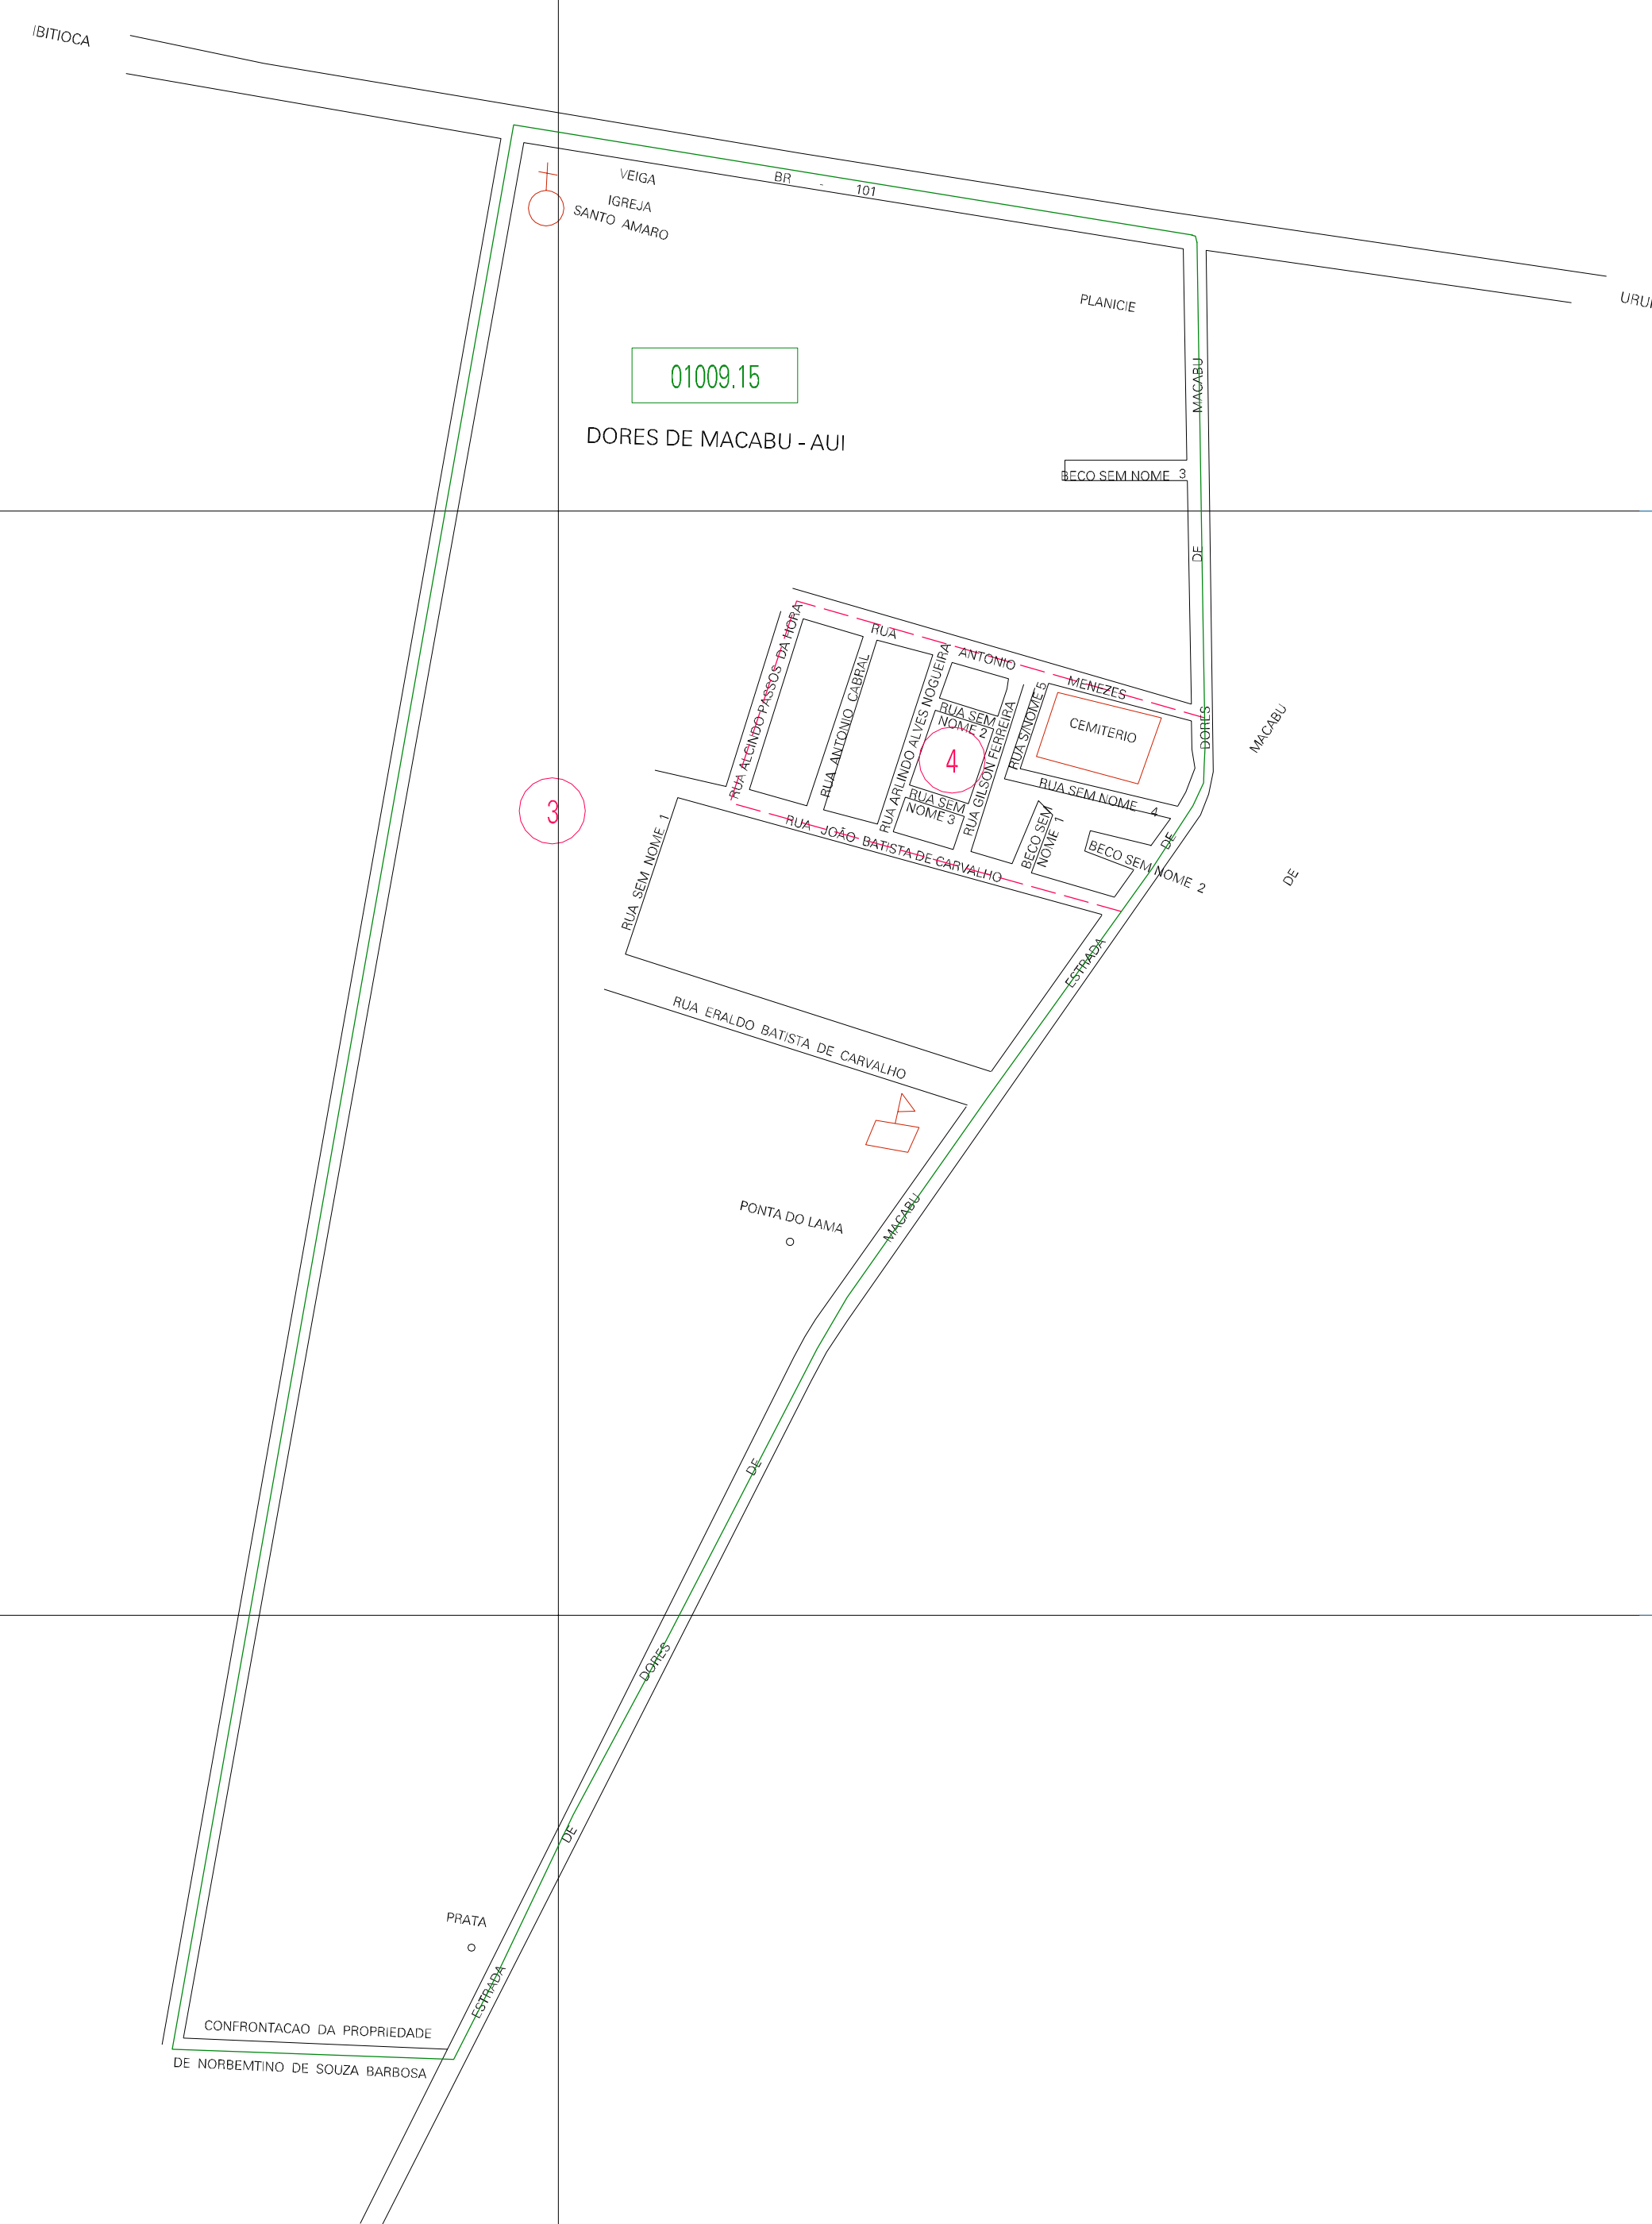 IBITIOCA
VEIGA
BR - 101
IGREJA
SANTO AMARO
PLANICIE
01009.15
MACABU
DORES DE MACABU - AUI
BECO SEM NOME 3
DE
RUA ANTONIO MENEZES
RUA ALCINDO PASSOS DA HORA
RUA ANTONIO CABRAL
RUA ARLINDO ALVES NOGUEIRA
RUA SEM
NOME 2
RUA GILSON FERREIRA
RUA S/NOME 5
CEMITERIO
DORES
MACABU
4
3
RUA SEM
NOME 3
RUA SEM NOME 4
RUA JOÃO BATISTA DE CARVALHO
BECO SEM
NOME 1
BECO SEM NOME 2
DE
DE
RUA SEM NOME 1
ESTRADA
RUA ERALDO BATISTA DE CARVALHO
PONTA DO LAMA
MACABU
DE
DORES
DE
PRATA
ESTRADA
CONFRONTACAO DA PROPRIEDADE
DE NORBEMTINO DE SOUZA BARBOSA